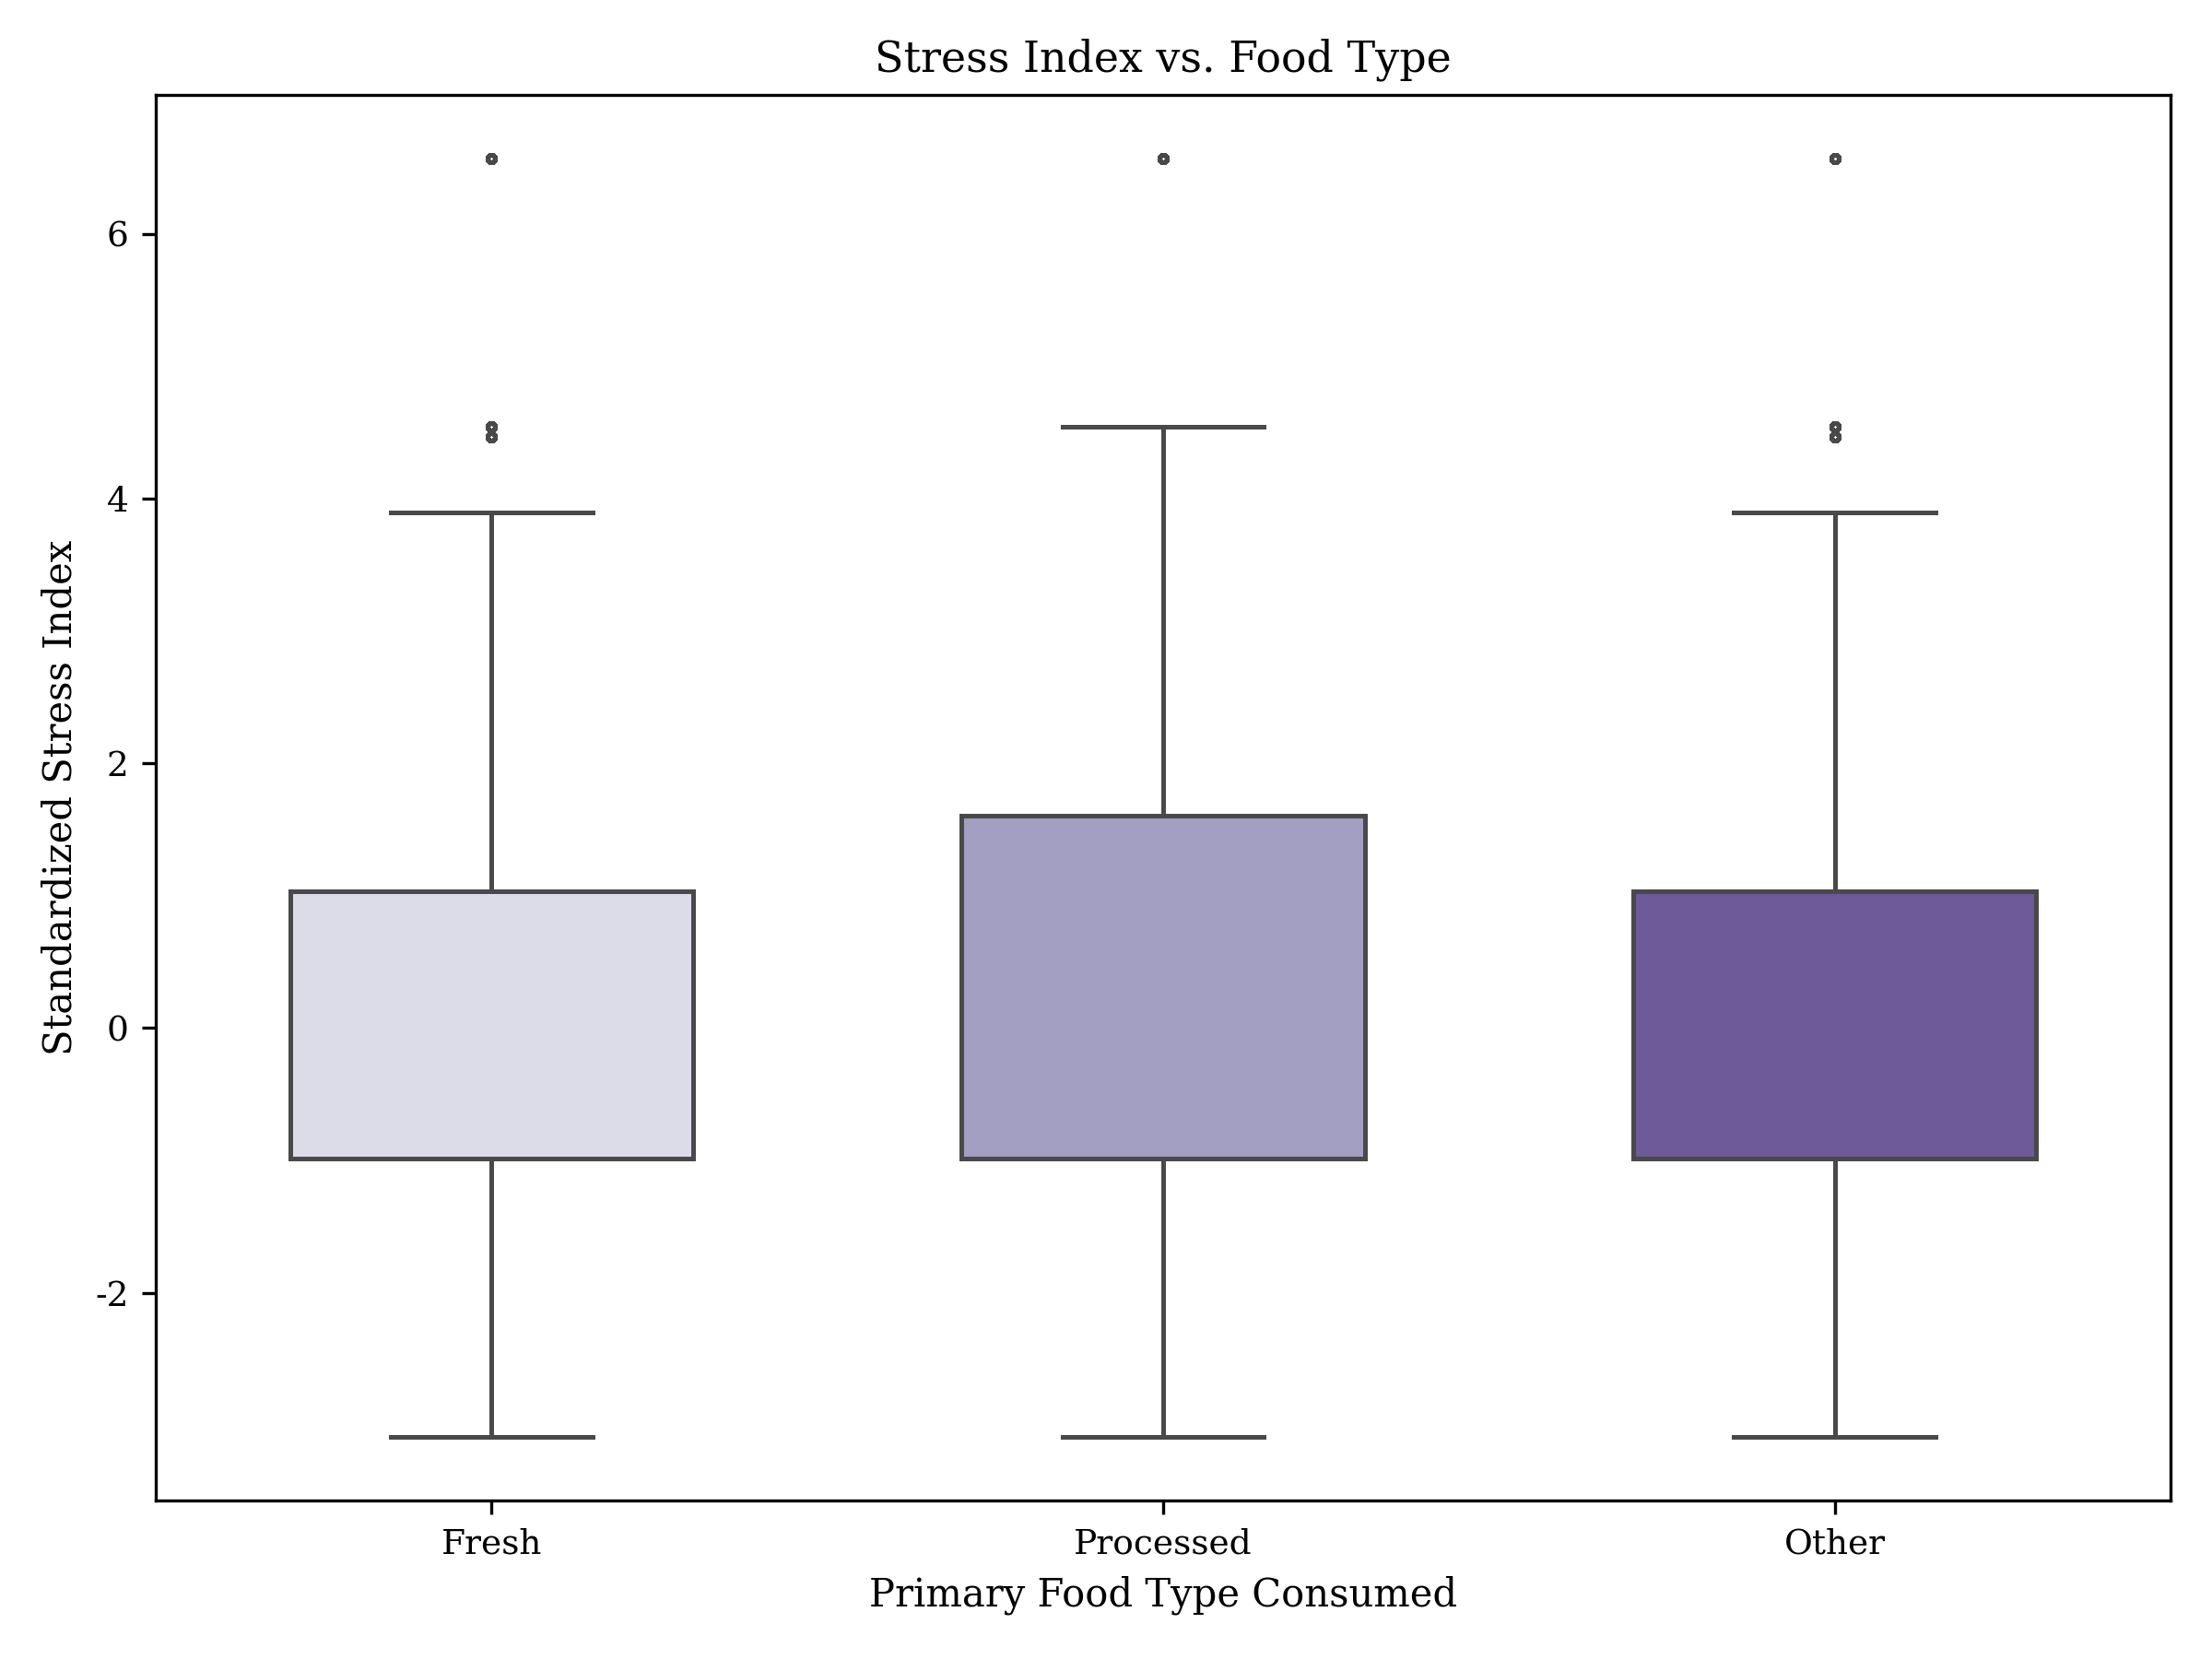 Stress Index vs. Food Type
Standardized Stress Index
6
4
2
0
-2
Fresh
Processed
Other
Primary Food Type Consumed